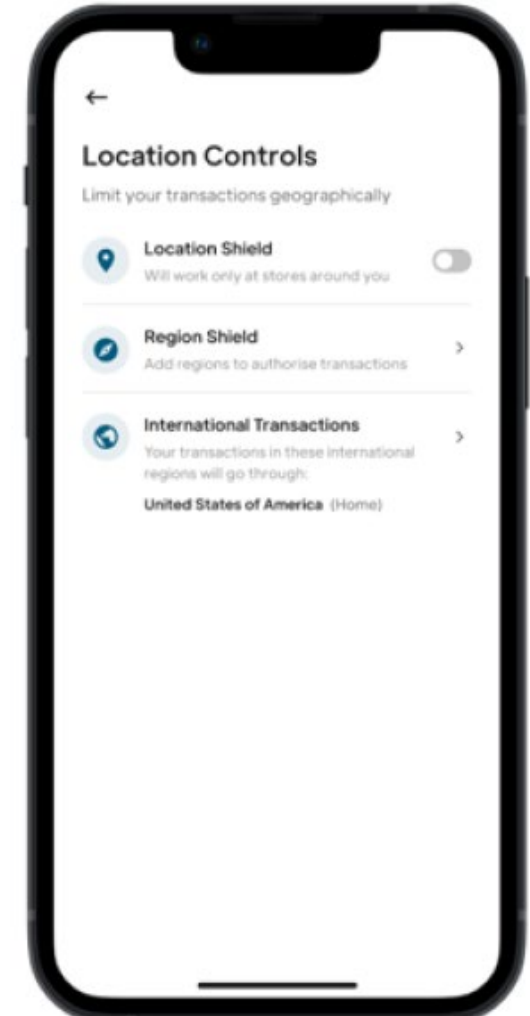 Location Controls
Limit your transactions geographically
Location Shield
Will work only at stores around you
Region Shield
Add regions to authorise transactions
International Transactions
Your transactions in these international
regions will go through:
United States of America (Home)